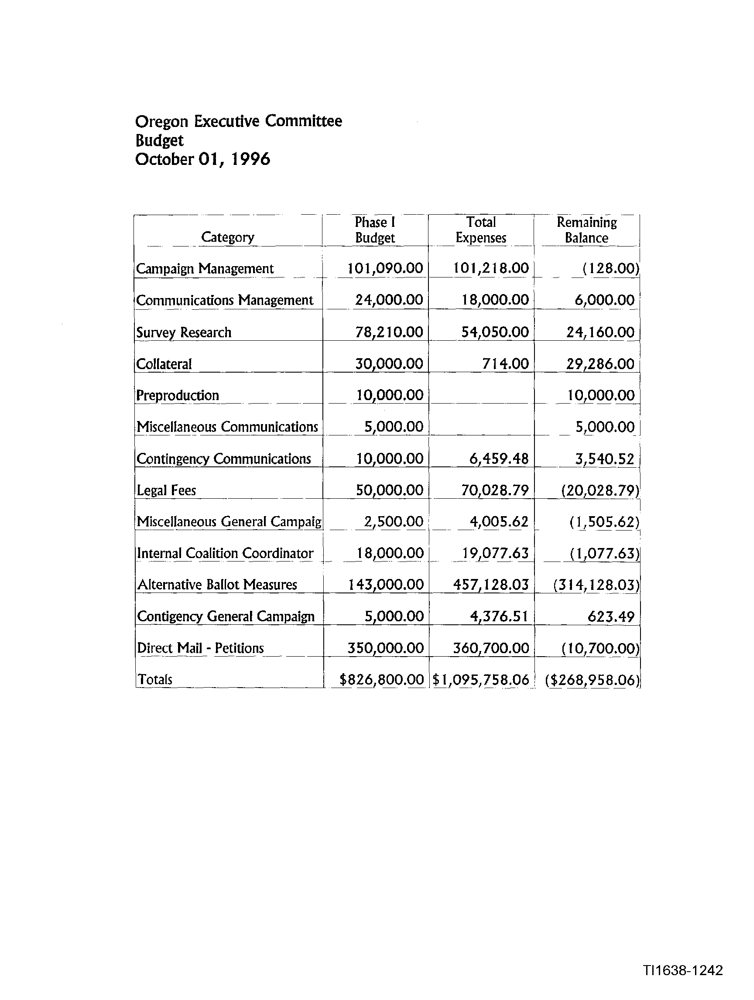 Oregon Executive Committee
Budget
October 01, 1996
Category Phase I Budget Total Expenses Remaining Balance
Campaign Management 101,090.00 101,218.00 (128.00)
Communications Management 24,000.00 18,000.00 6,000.00
Survey Research 78,210.00 54,050.00 24,160.00
Collateral 30,000.00 714.00 29,286.00
Preproduction 10,000.00 10,000.00
Miscellaneous Communications 5,000.00 5,000.00
Contingency Communications 10,000.00 6,459.48 3,540.52
Legal Fees 50,000.00 70,028.79 (20,028.79)
Miscellaneous General Campaig 2,500.00 4,005.62 (1,505.62)
Internal Coalition Coordinator 18,000.00 19,077.63 (1,077.63)
Alternative Ballot Measures 143,000.00 457,128.03 (314,128.03)
Contigency General Campaign 5,000.00 4,376.51 623.49
Direct Mail - Petitions 350,000.00 360,700.00 (10,700.00)
Totals $826,800.00 $1,095,758.06 ($268,958.06)
TI1638-1242